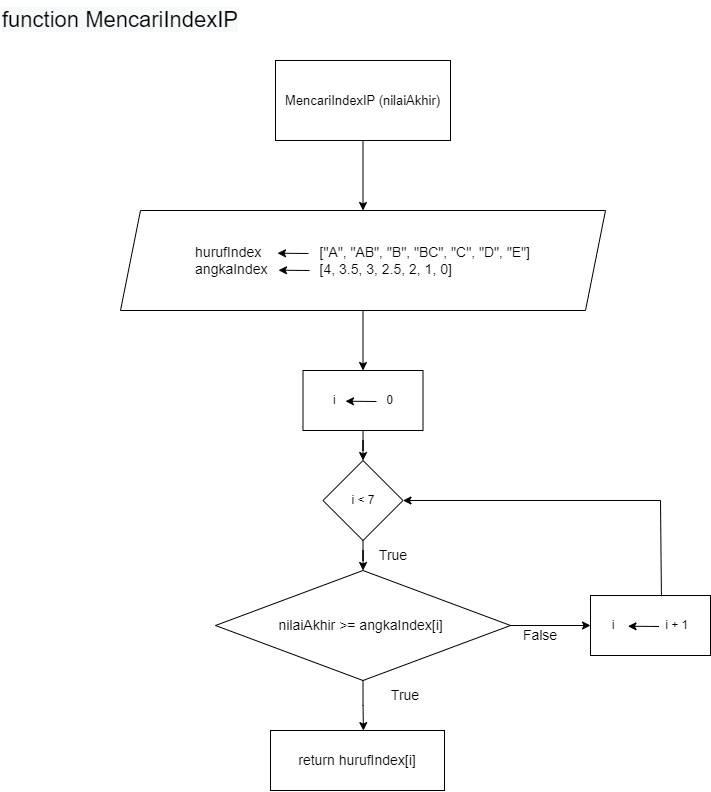 function MencariIndexIP
MencariIndexIP (nilaiAkhir)
hurufIndex ← ["A", "AB", "B", "BC", "C", "D", "E"]
angkaIndex ← [4, 3.5, 3, 2.5, 2, 1, 0]
i ← 0
i < 7
True
nilaiAkhir >= angkaIndex[i]
False
i ← i + 1
True
return hurufIndex[i]